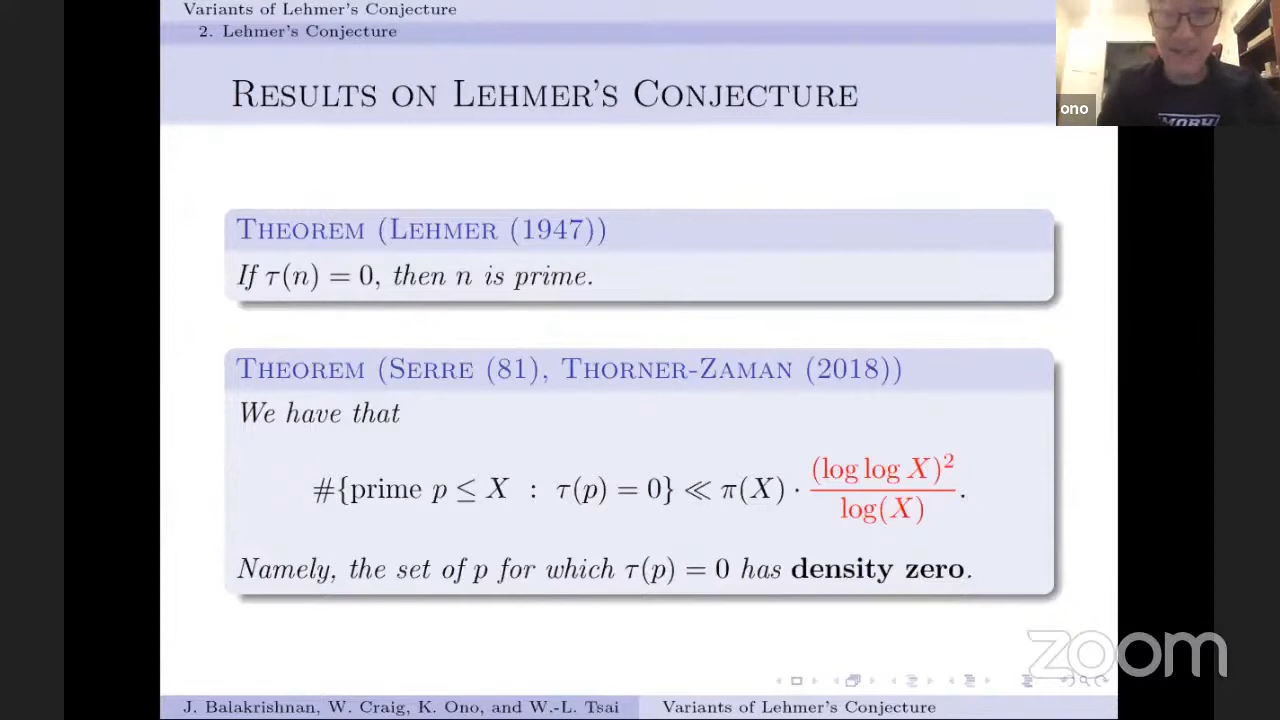 Variants of Lehmer's Conjecture
2. Lehmer's Conjecture
Results on Lehmer's Conjecture
ono
Theorem (Lehmer (1947))
If τ(n) = 0, then n is prime.
Theorem (Serre (81), Thorner-Zaman (2018))
We have that
#{prime p ≤ X : τ(p) = 0} ≪ π(X) · (log log X)² / log(X).
Namely, the set of p for which τ(p) = 0 has density zero.
zoom
J. Balakrishnan, W. Craig, K. Ono, and W.-L. Tsai Variants of Lehmer's Conjecture